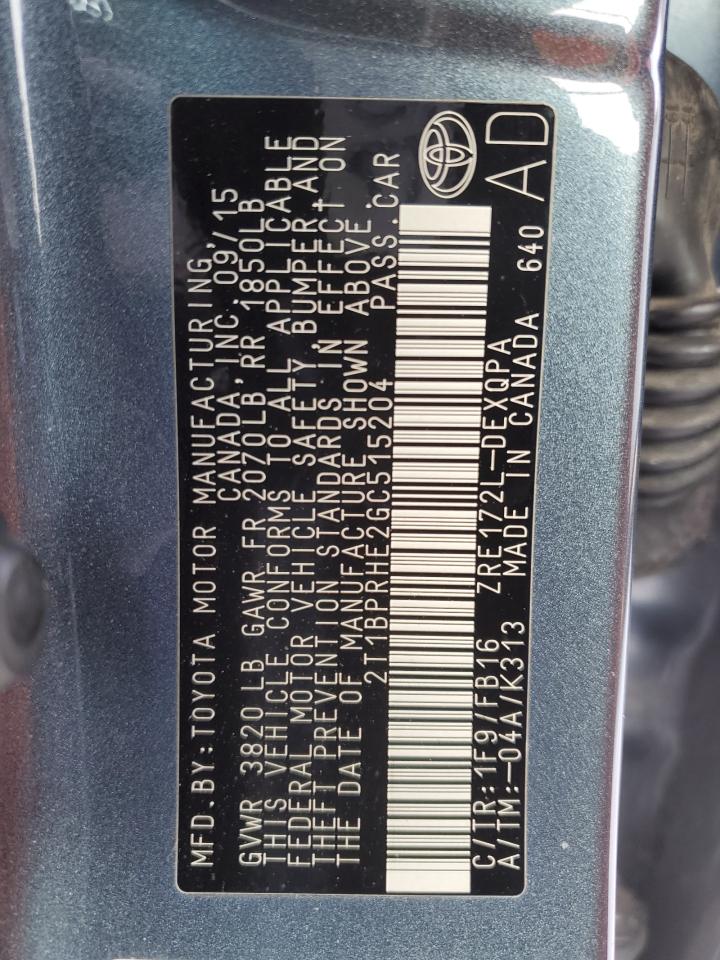 MFD.BY:TOYOTA MOTOR MANUFACTURING,
CANADA, INC. 09/15
GVWR 3820 LB GAWR FR 2070LB, RR 1850LB
THIS VEHICLE CONFORMS TO ALL APPLICABLE
FEDERAL MOTOR VEHICLE SAFETY, BUMPER, AND
THEFT PREVENTION STANDARDS IN EFFECT ON
THE DATE OF MANUFACTURE SHOWN ABOVE.
2T1BPRHE2GC515204 PASS.CAR
C/TR:1F9/FB16 ZRE172L-DEXQPA
A/TM:-04A/K313 MADE IN CANADA 640
AD